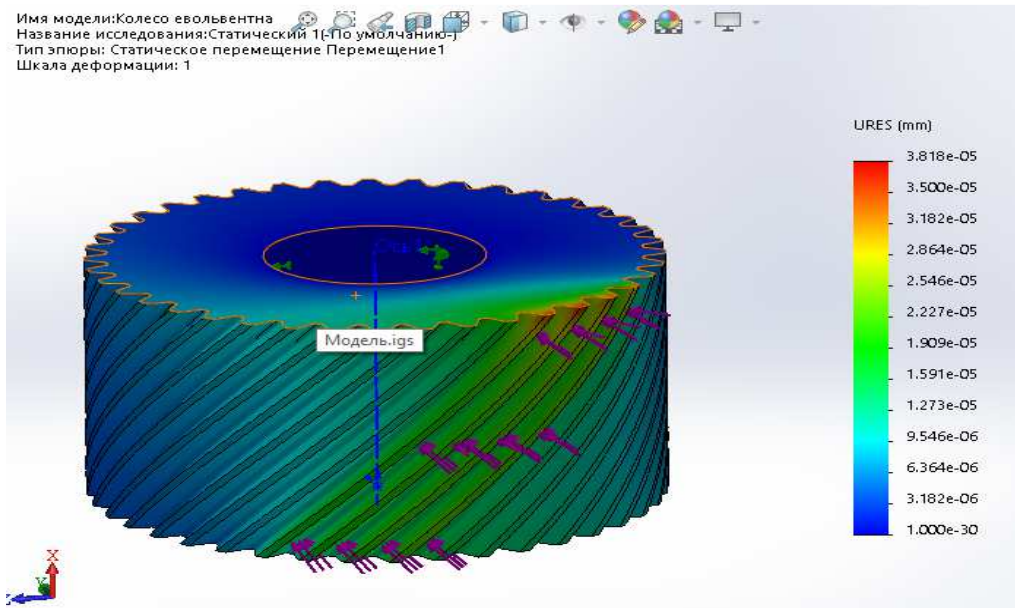 Имя модели:Колесо евольвентна
Название исследования:Статический 1(-По умолчанию-)
Тип эпюры: Статическое перемещение Перемещение1
Шкала деформации: 1
URES (mm)
3.818e-05
3.500e-05
3.182e-05
2.864e-05
2.546e-05
2.227e-05
1.909e-05
1.591e-05
1.273e-05
9.546e-06
6.364e-06
3.182e-06
1.000e-30
Модель.igs
X
Y
Z